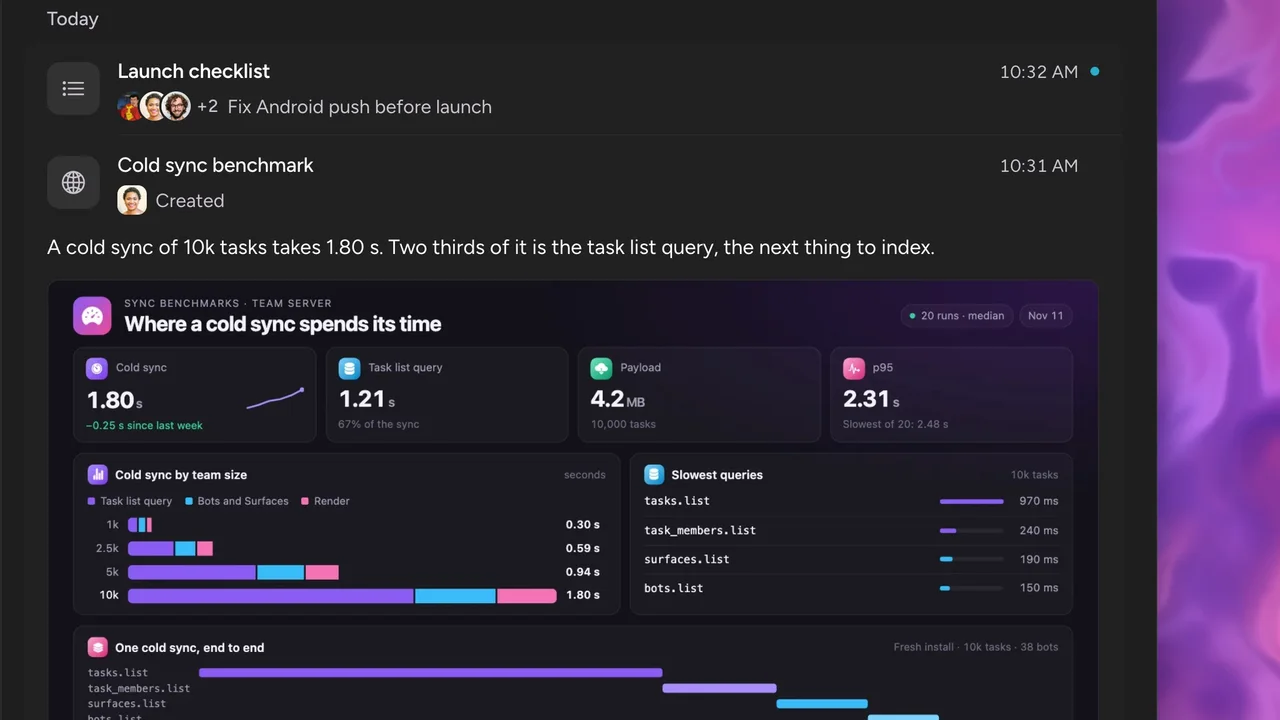 Today
Launch checklist
10:32 AM
+2 Fix Android push before launch
Cold sync benchmark
10:31 AM
Created
A cold sync of 10k tasks takes 1.80 s. Two thirds of it is the task list query, the next thing to index.
SYNC BENCHMARKS · TEAM SERVER
Where a cold sync spends its time
20 runs · median
Nov 11
Cold sync
1.80 s
−0.25 s since last week
Task list query
1.21 s
67% of the sync
Payload
4.2 MB
10,000 tasks
p95
2.31 s
Slowest of 20: 2.48 s
Cold sync by team size
seconds
Task list query
Bots and Surfaces
Render
1k 0.30 s
2.5k 0.59 s
5k 0.94 s
10k 1.80 s
Slowest queries
10k tasks
tasks.list 970 ms
task_members.list 240 ms
surfaces.list 190 ms
bots.list 150 ms
One cold sync, end to end
Fresh install · 10k tasks · 38 bots
tasks.list
task_members.list
surfaces.list
bots.list